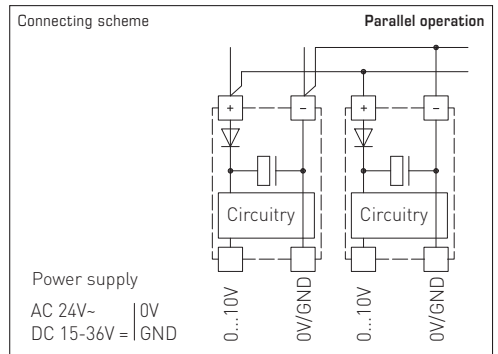 Connecting scheme
Parallel operation
+ − + −
Circuitry
Circuitry
Power supply
AC 24V~ 0V
DC 15-36V = GND
0...10V
0V/GND
0...10V
0V/GND